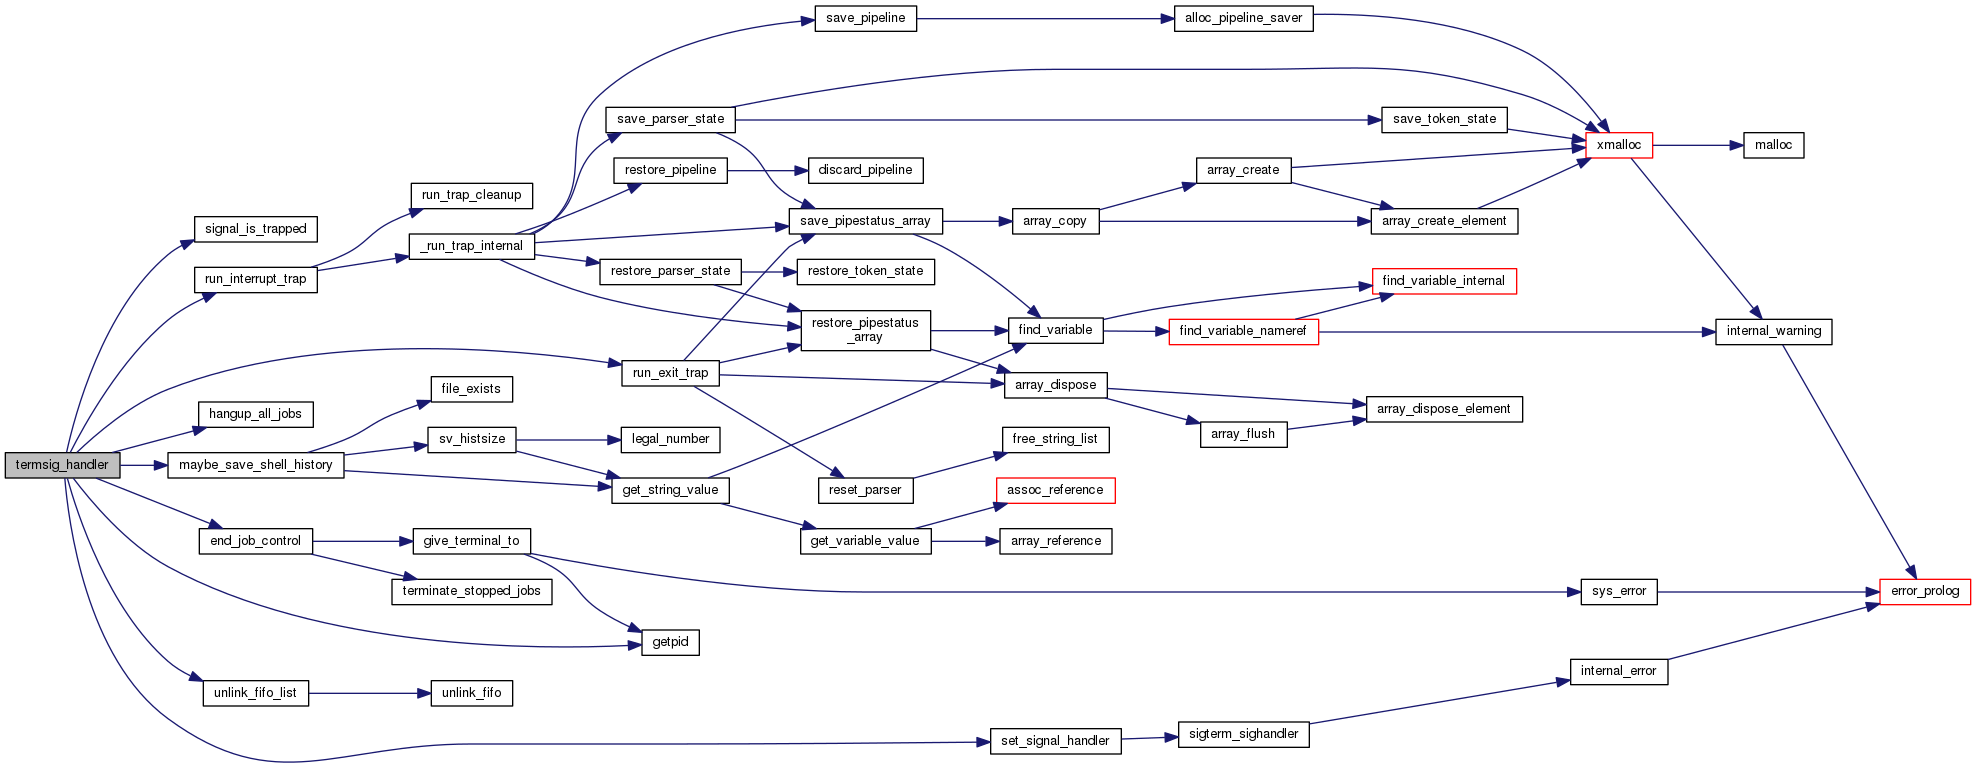 save_pipeline
alloc_pipeline_saver
save_parser_state
save_token_state
xmalloc
malloc
restore_pipeline
discard_pipeline
array_create
run_trap_cleanup
signal_is_trapped
save_pipestatus_array
array_copy
array_create_element
_run_trap_internal
run_interrupt_trap
restore_parser_state
restore_token_state
find_variable_internal
restore_pipestatus
_array
find_variable
find_variable_nameref
internal_warning
run_exit_trap
file_exists
array_dispose
array_dispose_element
hangup_all_jobs
sv_histsize
legal_number
free_string_list
array_flush
termsig_handler
maybe_save_shell_history
get_string_value
reset_parser
assoc_reference
end_job_control
give_terminal_to
get_variable_value
array_reference
terminate_stopped_jobs
sys_error
error_prolog
getpid
internal_error
unlink_fifo_list
unlink_fifo
set_signal_handler
sigterm_sighandler